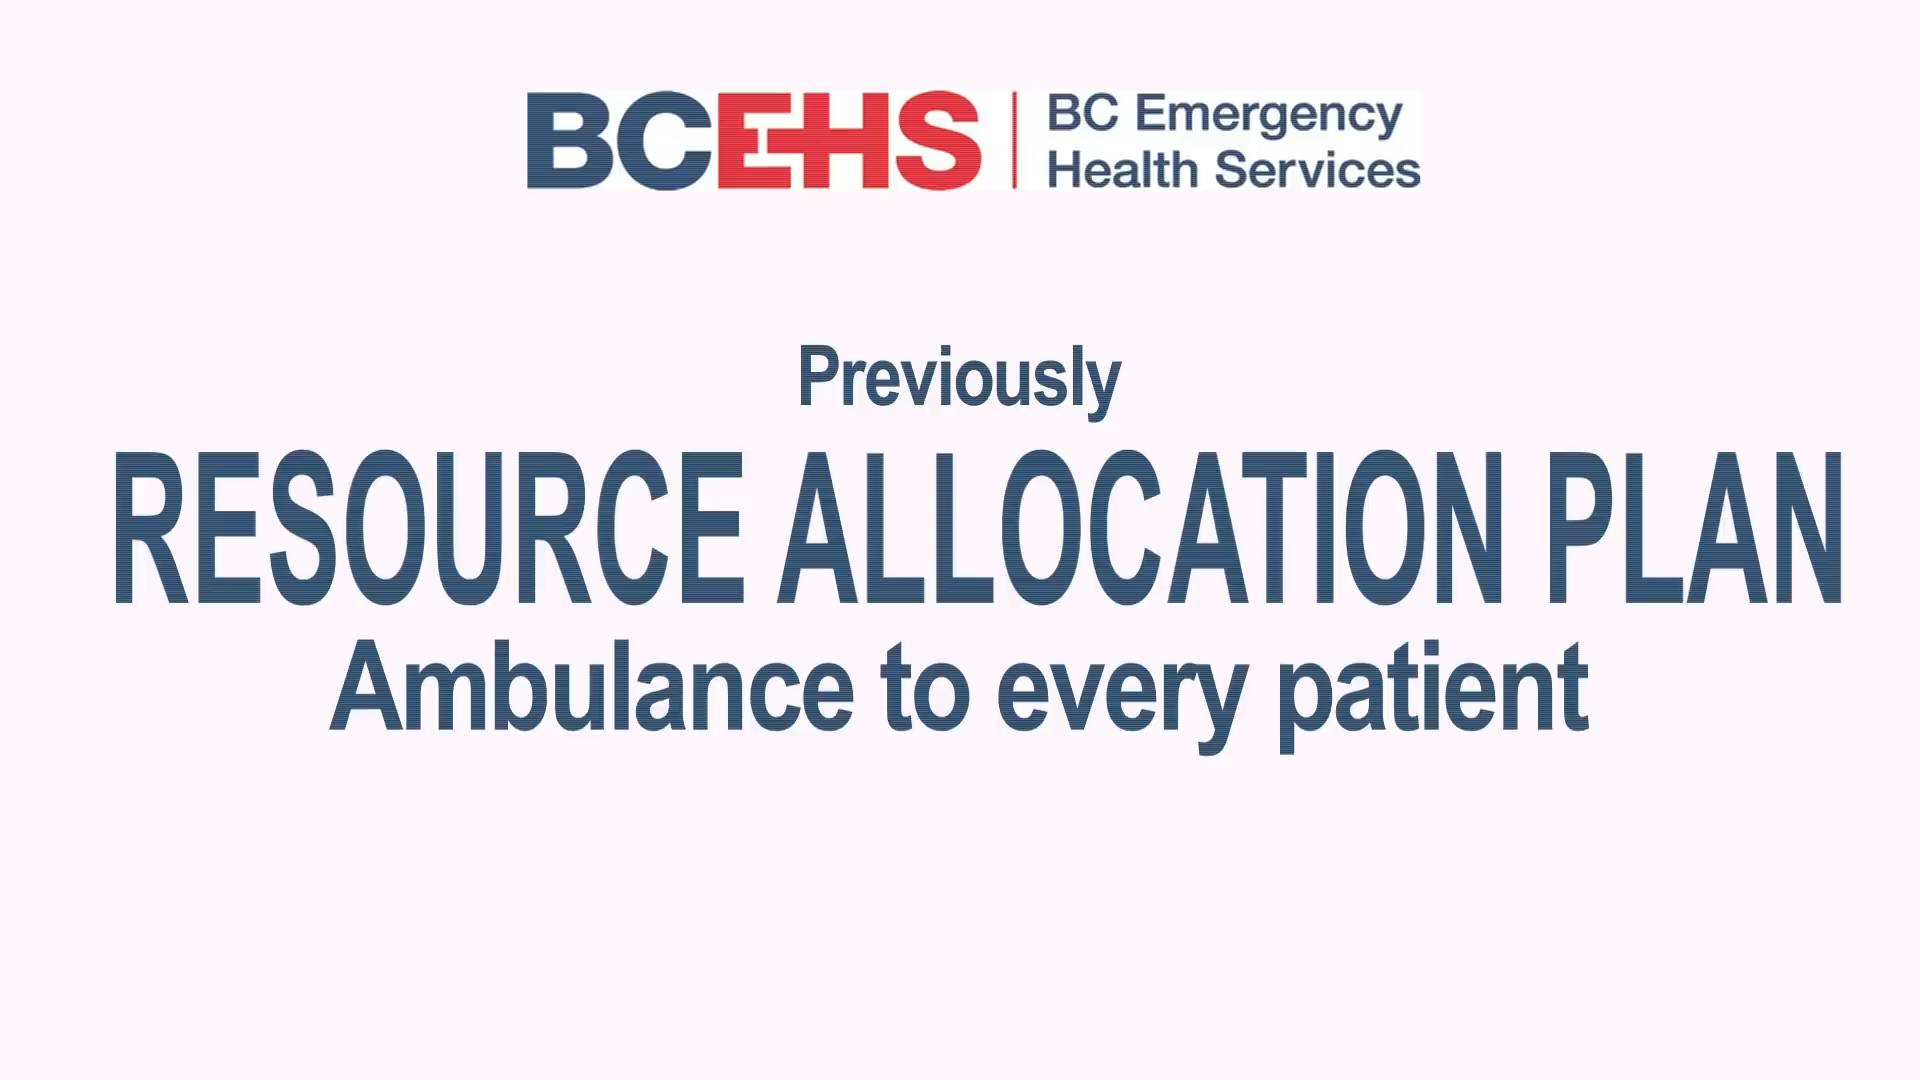 BCEHS
BC Emergency
Health Services
Previously
RESOURCE ALLOCATION PLAN
Ambulance to every patient